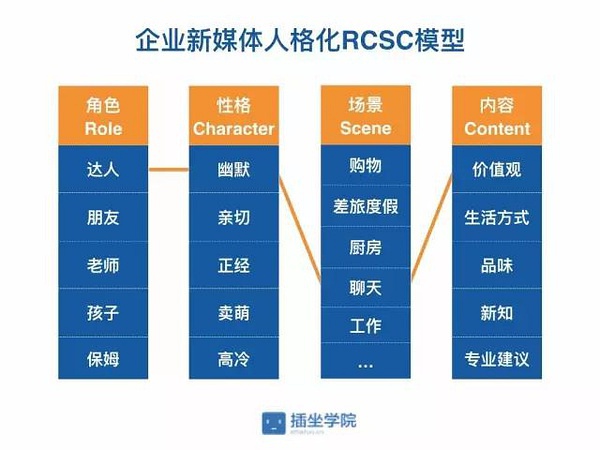 企业新媒体人格化RCSC模型
角色
Role
达人
朋友
老师
孩子
保姆
性格
Character
幽默
亲切
正经
卖萌
高冷
场景
Scene
购物
差旅度假
厨房
聊天
工作
...
内容
Content
价值观
生活方式
品味
新知
专业建议
插坐学院